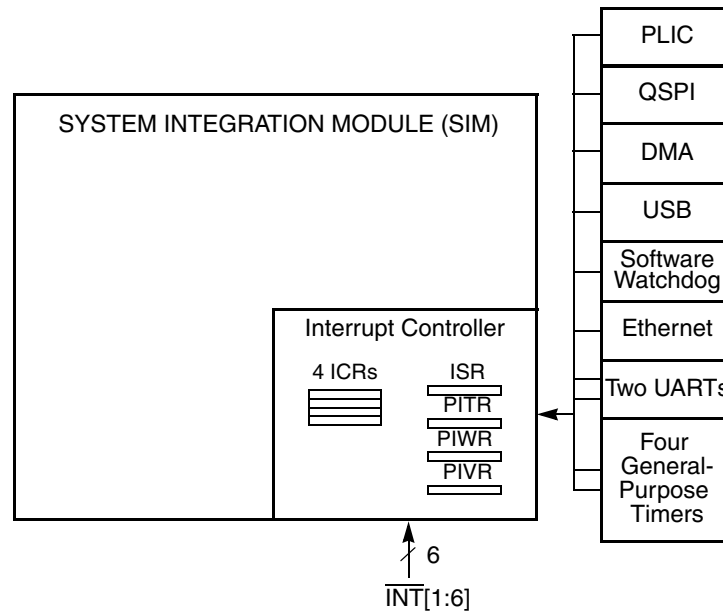 PLIC
QSPI
DMA
USB
Software
Watchdog
Ethernet
Two UARTs
Four
General-
Purpose
Timers
SYSTEM INTEGRATION MODULE (SIM)
Interrupt Controller
4 ICRs
ISR
PITR
PIWR
PIVR
6
INT[1:6]